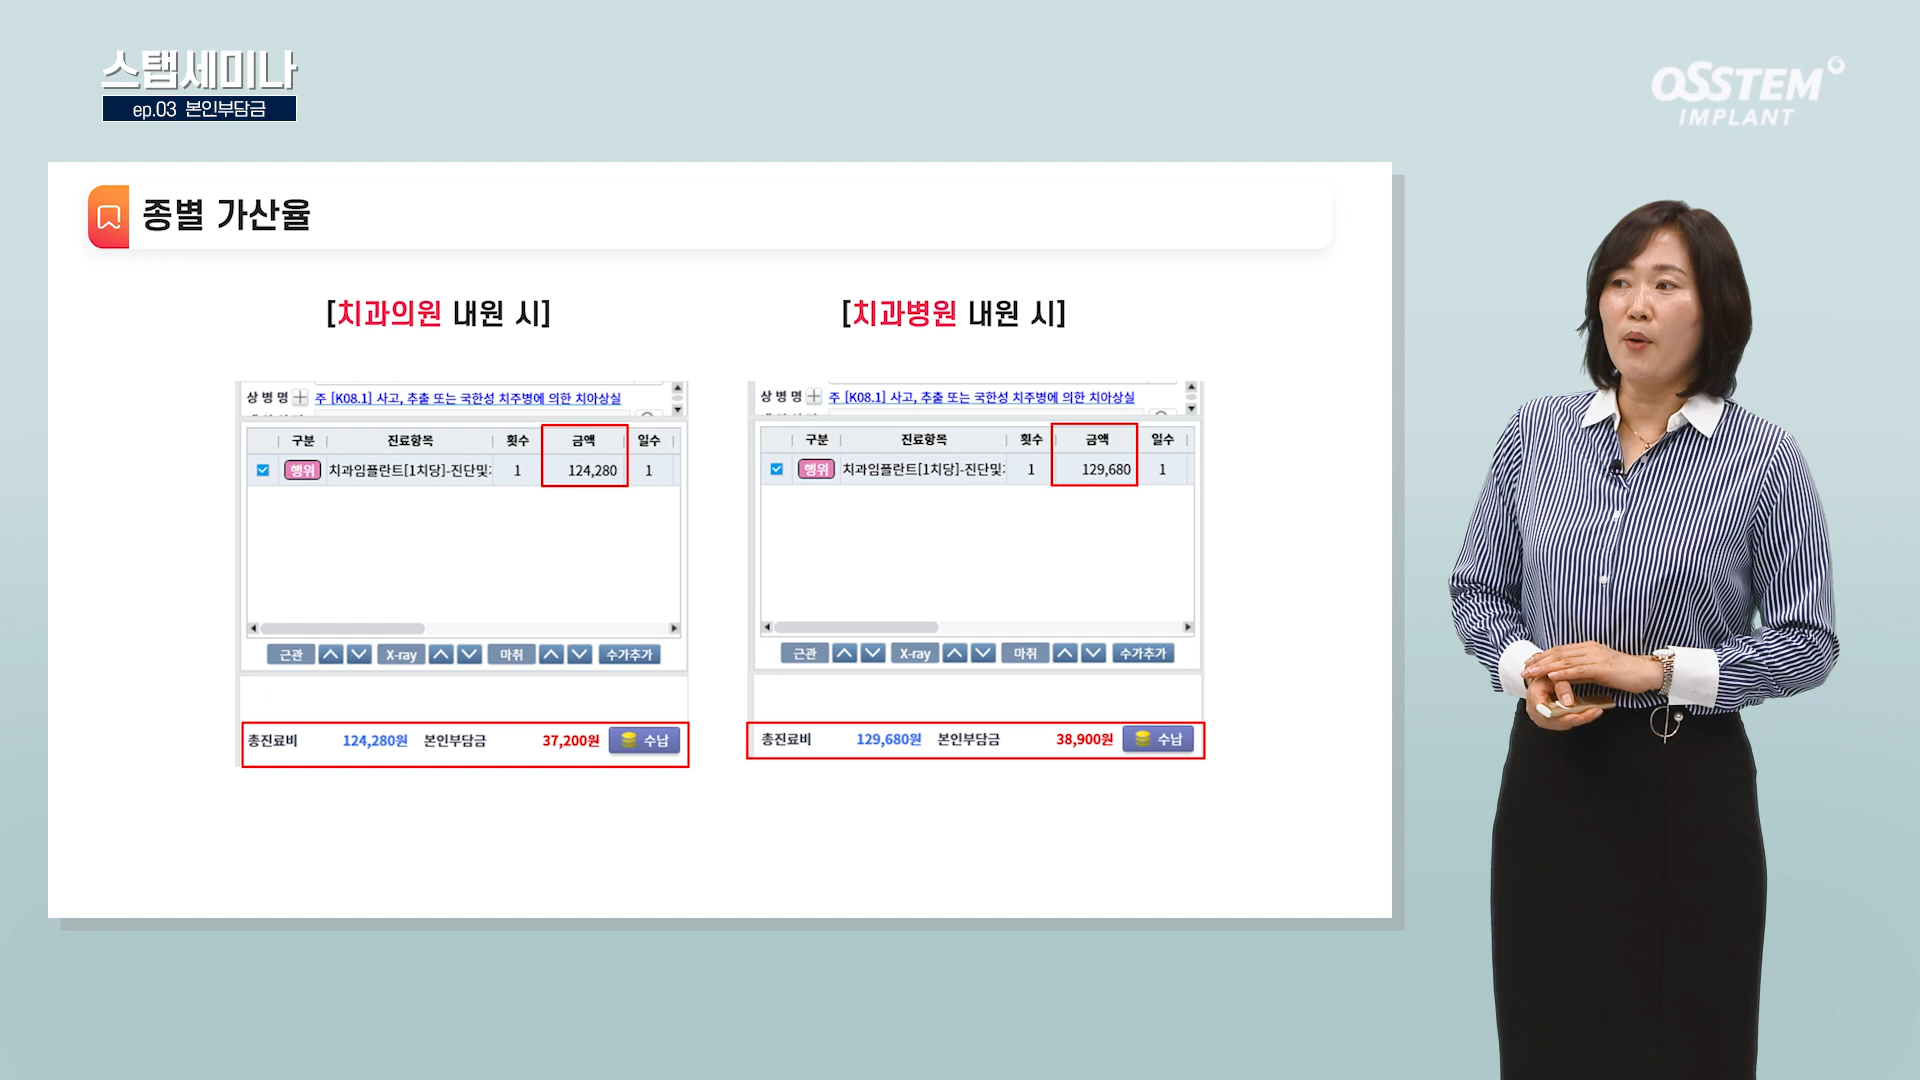 스탭세미나
ep.03 본인부담금
OSSTEM
IMPLANT
종별 가산율
[치과의원 내원 시]
[치과병원 내원 시]
상 병 명 주 [K08.1] 사고, 추출 또는 국한성 치주병에 의한 치아상실
구분 진료항목 횟수 금액 일수
행위 치과임플란트[1치당]-진단및 1 124,280 1
근관 X-ray 마취 수가추가
총진료비 124,280원 본인부담금 37,200원 수납
상 병 명 주 [K08.1] 사고, 추출 또는 국한성 치주병에 의한 치아상실
구분 진료항목 횟수 금액 일수
행위 치과임플란트[1치당]-진단및 1 129,680 1
근관 X-ray 마취 수가추가
총진료비 129,680원 본인부담금 38,900원 수납